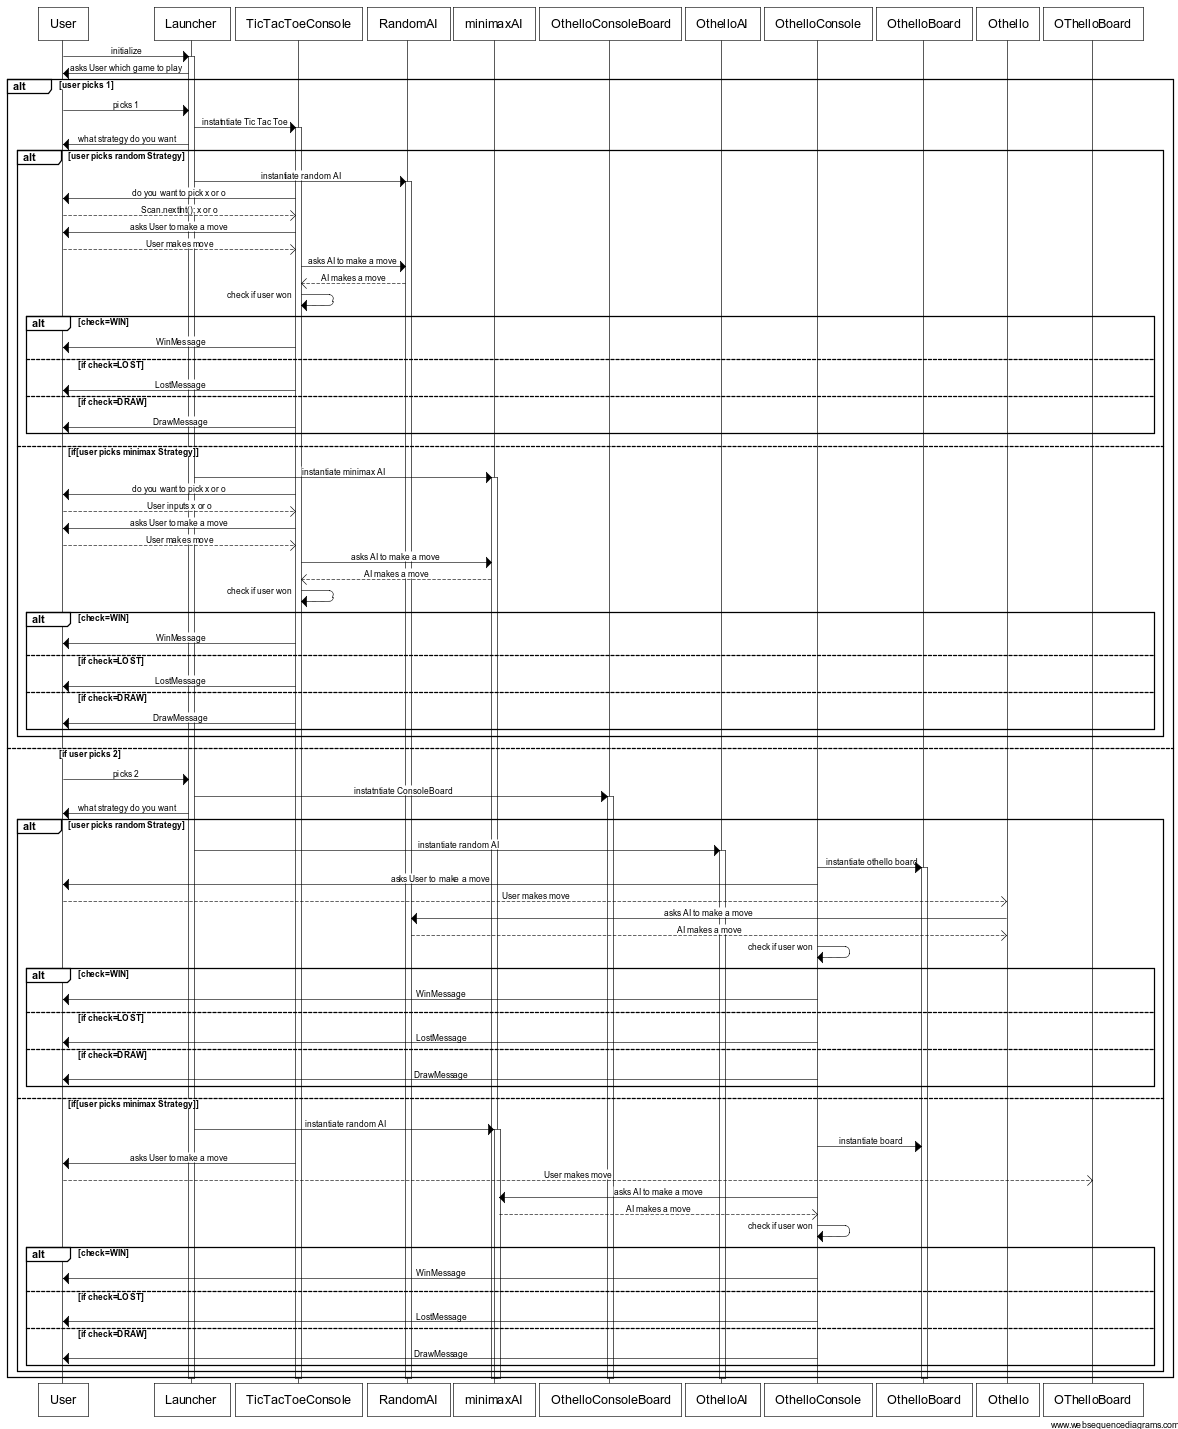 User Launcher TicTacToeConsole RandomAI minimaxAI OthelloConsoleBoard OthelloAI OthelloConsole OthelloBoard Othello OThelloBoard
initialize
asks User which game to play
alt [user picks 1]
picks 1
instatntiate Tic Tac Toe
what strategy do you want
alt [user picks random Strategy]
instantiate random AI
do you want to pick x or o
Scan.nextInt(); x or o
asks User to make a move
User makes move
asks AI to make a move
AI makes a move
check if user won
alt [check=WIN]
WinMessage
[if check=LOST]
LostMessage
[if check=DRAW]
DrawMessage
[if[user picks minimax Strategy]]
instantiate minimax AI
do you want to pick x or o
User inputs x or o
asks User to make a move
User makes move
asks AI to make a move
AI makes a move
check if user won
alt [check=WIN]
WinMessage
[if check=LOST]
LostMessage
[if check=DRAW]
DrawMessage
[if user picks 2]
picks 2
instatntiate ConsoleBoard
what strategy do you want
alt [user picks random Strategy]
instantiate random AI
instantiate othello board
asks User to make a move
User makes move
asks AI to make a move
AI makes a move
check if user won
alt [check=WIN]
WinMessage
[if check=LOST]
LostMessage
[if check=DRAW]
DrawMessage
[if[user picks minimax Strategy]]
instantiate random AI
instantiate board
asks User to make a move
User makes move
asks AI to make a move
AI makes a move
check if user won
alt [check=WIN]
WinMessage
[if check=LOST]
LostMessage
[if check=DRAW]
DrawMessage
User Launcher TicTacToeConsole RandomAI minimaxAI OthelloConsoleBoard OthelloAI OthelloConsole OthelloBoard Othello OThelloBoard
www.websequencediagrams.com